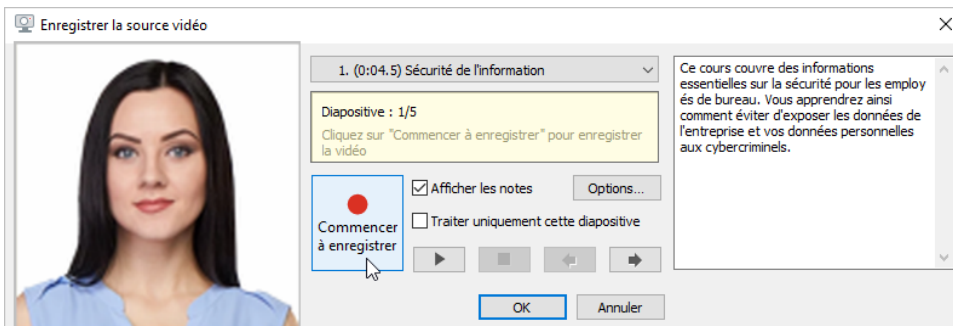 Enregistrer la source vidéo
1. (0:04.5) Sécurité de l'information
Diapositive : 1/5
Cliquez sur "Commencer à enregistrer" pour enregistrer
la vidéo
Commencer
à enregistrer
Afficher les notes
Options...
Traiter uniquement cette diapositive
OK
Annuler
Ce cours couvre des informations
essentielles sur la sécurité pour les employ
és de bureau. Vous apprendrez ainsi
comment éviter d'exposer les données de
l'entreprise et vos données personnelles
aux cybercriminels.